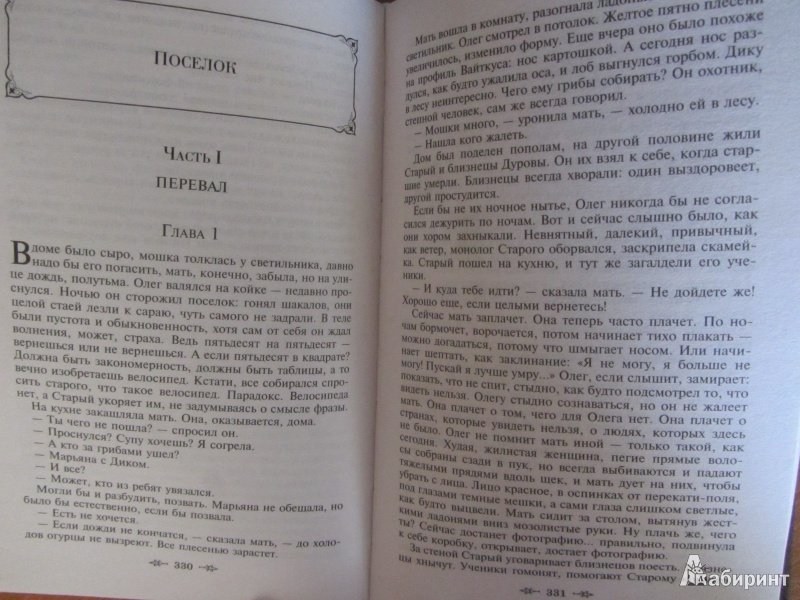 ПОСЕЛОК
ЧАСТЬ I
ПЕРЕВАЛ
ГЛАВА 1
В доме было сыро, мошка толклась у светильника, давно
надо бы его погасить, мать, конечно, забыла, но на ули-
це дождь, полутьма. Олег валялся на койке — недавно про-
снулся. Ночью он сторожил поселок: гонял шакалов, они
целой стаей лезли к сараю, чуть самого не задрали. В теле
были пустота и обыкновенность, хотя сам от себя он ждал
волнения, может, страха. Ведь пятьдесят на пятьдесят —
вернешься или не вернешься. А если пятьдесят в квадрате?
Должна быть закономерность, должны быть таблицы, а то
вечно изобретаешь велосипед. Кстати, все собирался спро-
сить старого, что такое велосипед. Парадокс. Велосипеда
нет, а Старый укоряет им, не задумываясь о смысле фразы.
На кухне закашляла мать. Она, оказывается, дома.
— Ты чего не пошла? — спросил он.
— Проснулся? Супу хочешь? Я согрела.
— А кто за грибами ушел?
— Марьяна с Диком.
— И все?
— Может, кто из ребят увязался.
Могли бы и разбудить, позвать. Марьяна не обещала, но
было бы естественно, если бы позвала.
— Есть не хочется.
— Если дожди не кончатся, — сказала мать, — до холо-
дов огурцы не вызреют. Все плесенью зарастет.
330
Мать вошла в комнату, разогнала ладонью
светильник. Олег смотрел в потолок. Желтое пятно плесени
увеличилось, изменило форму. Еще вчера оно было похоже
на профиль Вайткуса: нос картошкой. А сегодня нос раз-
дулся, как будто ужалила оса, и лоб выгнулся горбом. Дику
в лесу неинтересно. Чего ему грибы собирать? Он охотник,
степной человек, сам же всегда говорил.
— Мошки много, — уронила мать, — холодно ей в лесу.
— Нашла кого жалеть.
Дом был поделен пополам, на другой половине жили
Старый и близнецы Дуровы. Он их взял к себе, когда стар-
шие умерли. Близнецы всегда хворали: один выздоровеет,
другой простудится.
Если бы не их ночное нытье, Олег никогда бы не согла-
сился дежурить по ночам. Вот и сейчас слышно было, как
они хором захныкали. Невнятный, далекий, привычный,
как ветер, монолог Старого оборвался, заскрипела скамей-
ка. Старый пошел на кухню, и тут же загалдели его уче-
ники.
— И куда тебе идти? — сказала мать. — Не дойдете же!
Хорошо еще, если целыми вернетесь!
Сейчас мать заплачет. Она теперь часто плачет. По но-
чам бормочет, ворочается, потом начинает тихо плакать —
можно догадаться, потому что шмыгает носом. Или начи-
нает шептать, как заклинание: «Я не могу, я больше не
могу! Пускай я лучше умру...» Олег, если слышит, замирает:
показать, что не спит, стыдно, как будто подсмотрел то, что
видеть нельзя. Олегу стыдно сознаваться, но он не жалеет
мать. Она плачет о том, чего для Олега нет. Она плачет о
странах, которые увидеть нельзя, о людях, которых здесь
не было. Олег не помнит мать иной — только такой, как
сегодня. Худая, жилистая женщина, пегие прямые воло-
сы собраны сзади в пук, но всегда выбиваются и падают
тяжелыми прядями вдоль щек, и мать дует на них, чтобы
убрать с лица. Лицо красное, в оспинках от перекати-поля,
под глазами темные мешки, а сами глаза слишком светлые,
как будто выцвели. Мать сидит за столом, вытянув жест-
кими ладонями вниз мозолистые руки. Ну плачь же, чего
ты? Сейчас достанет фотографию... правильно, подвинула
к себе коробку, открывает, достает фотографию.
За стеной Старый уговаривает близнецов поесть.
цы хнычут. Ученики гомонят, помогают Старому
331
Лабиринт